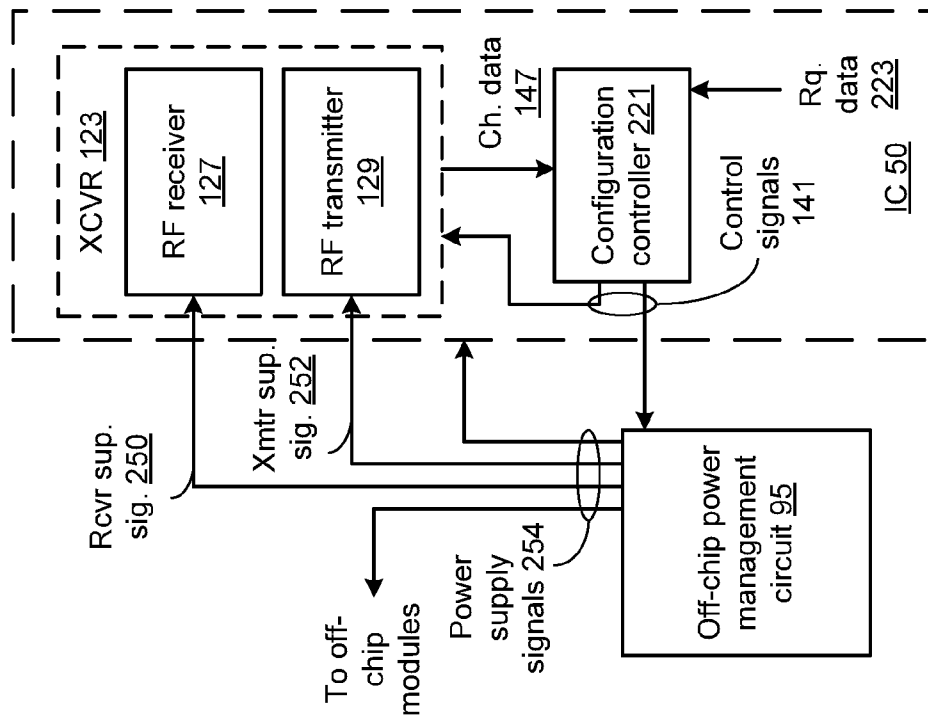 XCVR 123
RF receiver
127
RF transmitter
129
Ch. data
147
Configuration
controller 221
Rq.
data
223
IC 50
Control
signals
141
Rcvr sup.
sig. 250
Xmtr sup.
sig. 252
To off-
chip
modules
Power
supply
signals 254
Off-chip power
management
circuit 95